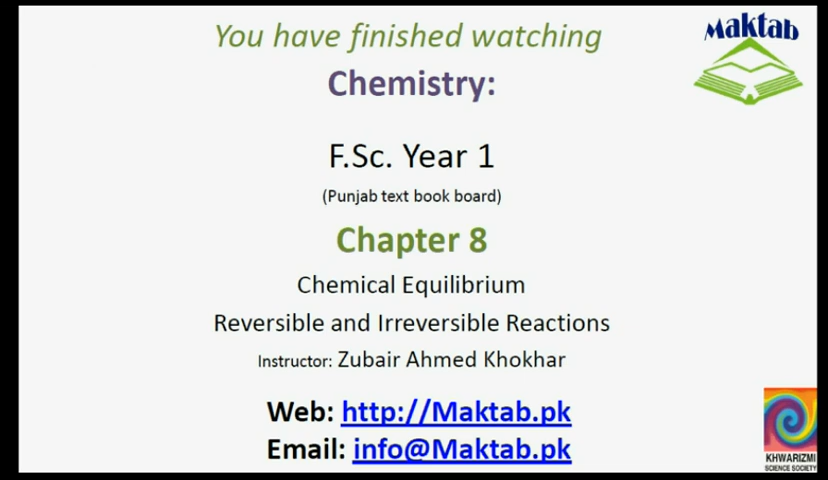 You have finished watching
Maktab
Chemistry:
F.Sc. Year 1
(Punjab text book board)
Chapter 8
Chemical Equilibrium
Reversible and Irreversible Reactions
Instructor: Zubair Ahmed Khokhar
Web: http://Maktab.pk
Email: info@Maktab.pk
KHWARIZMI
SCIENCE SOCIETY